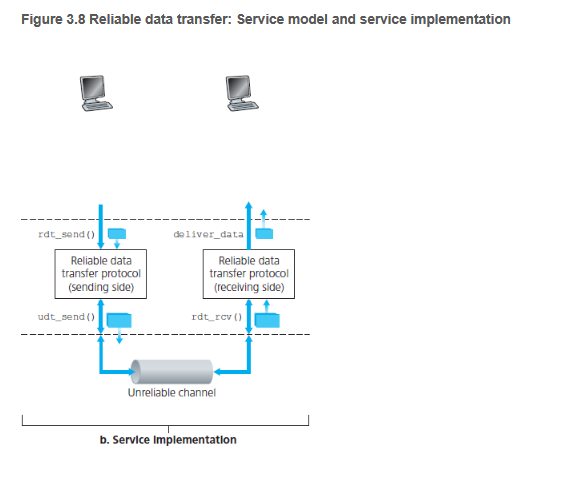 Figure 3.8 Reliable data transfer: Service model and service implementation
rdt_send()
deliver_data
Reliable data
transfer protocol
(sending side)
Reliable data
transfer protocol
(receiving side)
udt_send()
rdt_rcv()
Unreliable channel
b. Service implementation